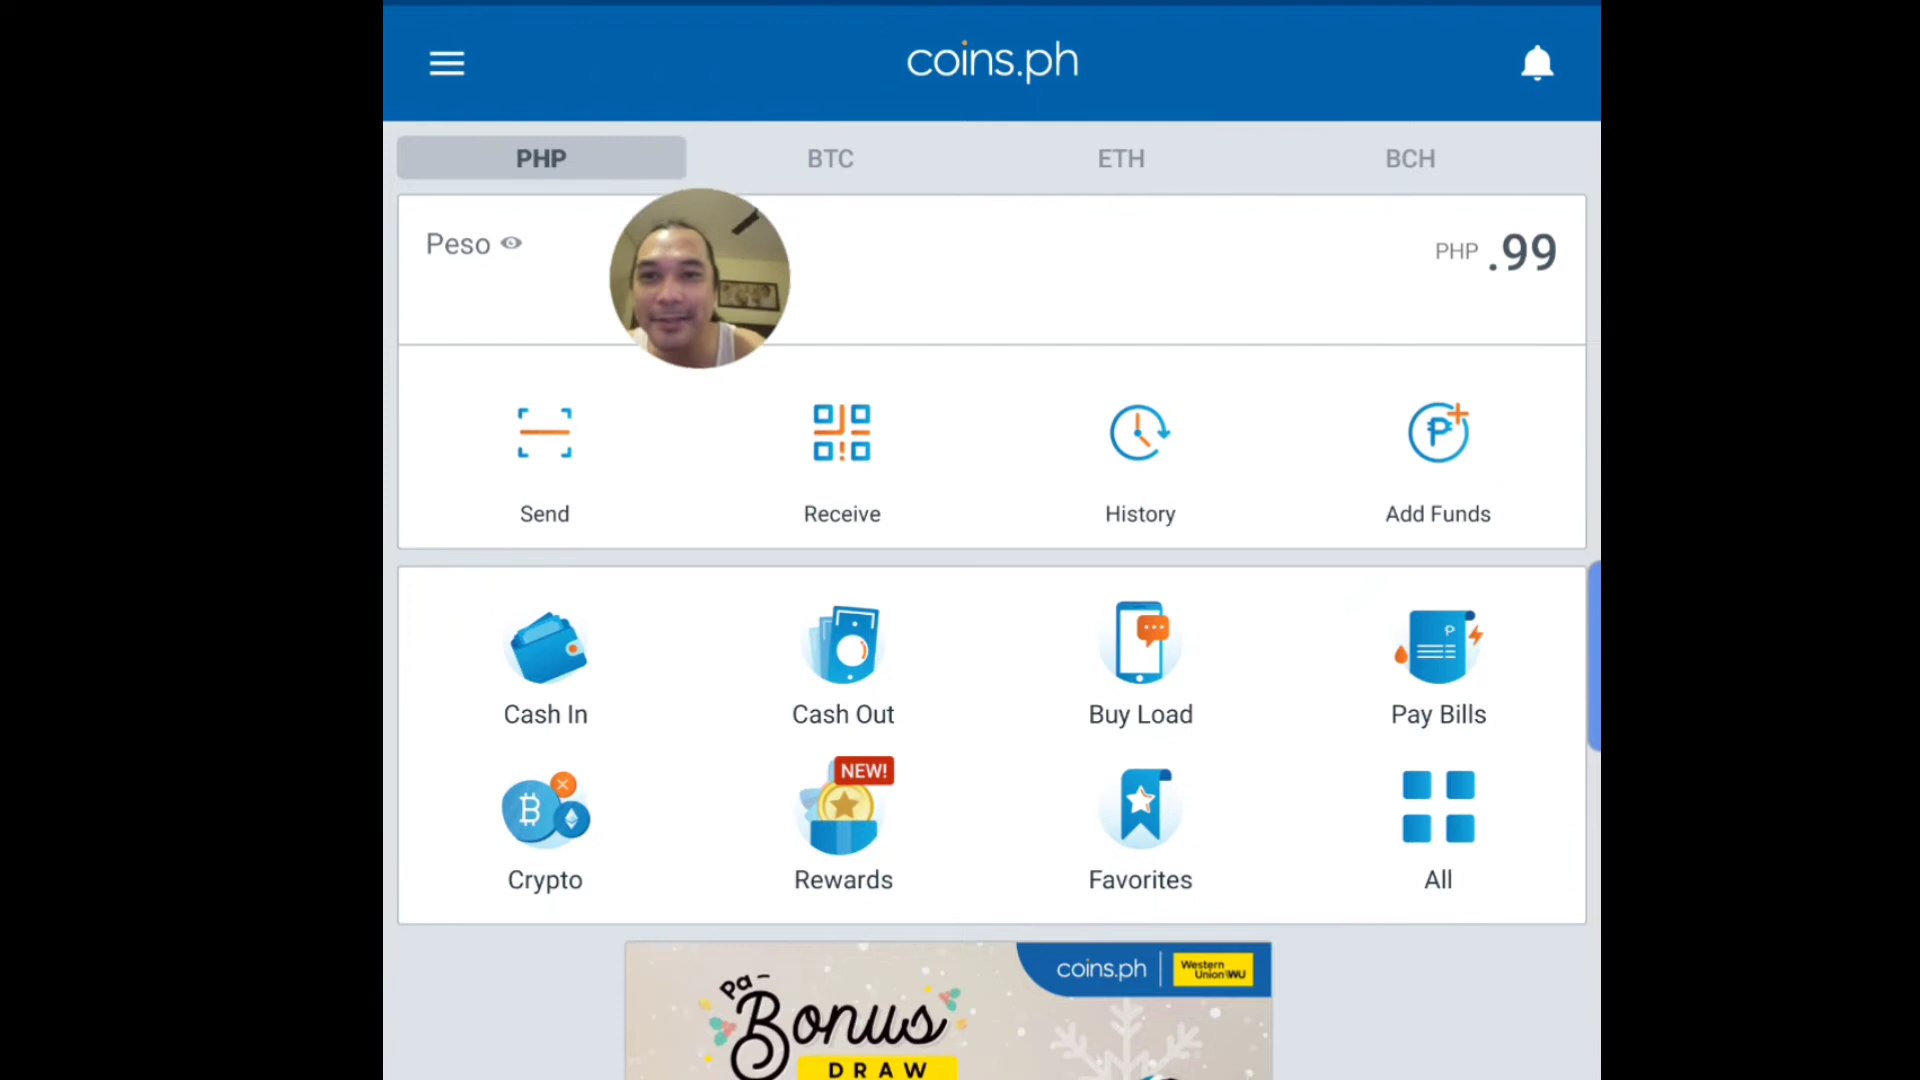 coins.ph
PHP BTC ETH BCH
Peso PHP .99
Send Receive History Add Funds
Cash In Cash Out Buy Load Pay Bills
NEW!
Crypto Rewards Favorites All
coins.ph Western Union WU
Pa-
Bonus
DRAW